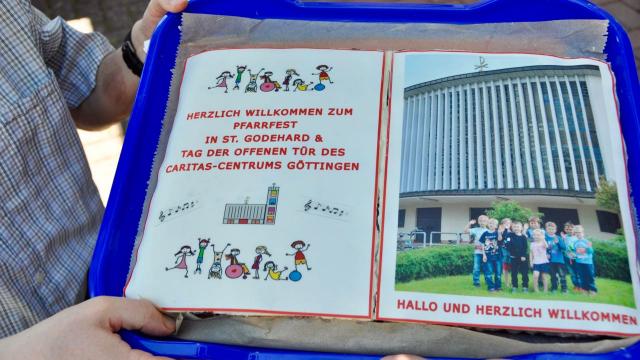 HERZLICH WILLKOMMEN ZUM
PFARRFEST
IN ST. GODEHARD &
TAG DER OFFENEN TÜR DES
CARITAS-CENTRUMS GÖTTINGEN
HALLO UND HERZLICH WILLKOMMEN